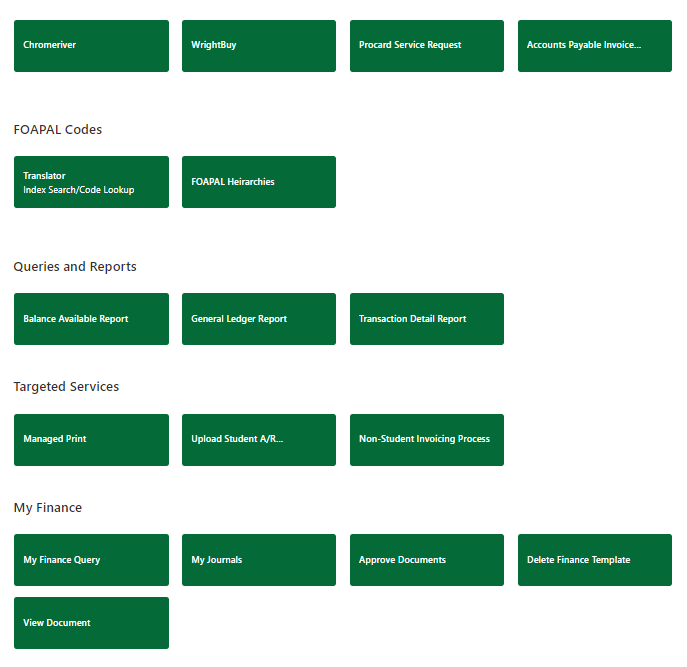 Chromeriver
WrightBuy
Procard Service Request
Accounts Payable Invoice...
FOAPAL Codes
Translator
Index Search/Code Lookup
FOAPAL Heirarchies
Queries and Reports
Balance Available Report
General Ledger Report
Transaction Detail Report
Targeted Services
Managed Print
Upload Student A/R...
Non-Student Invoicing Process
My Finance
My Finance Query
My Journals
Approve Documents
Delete Finance Template
View Document